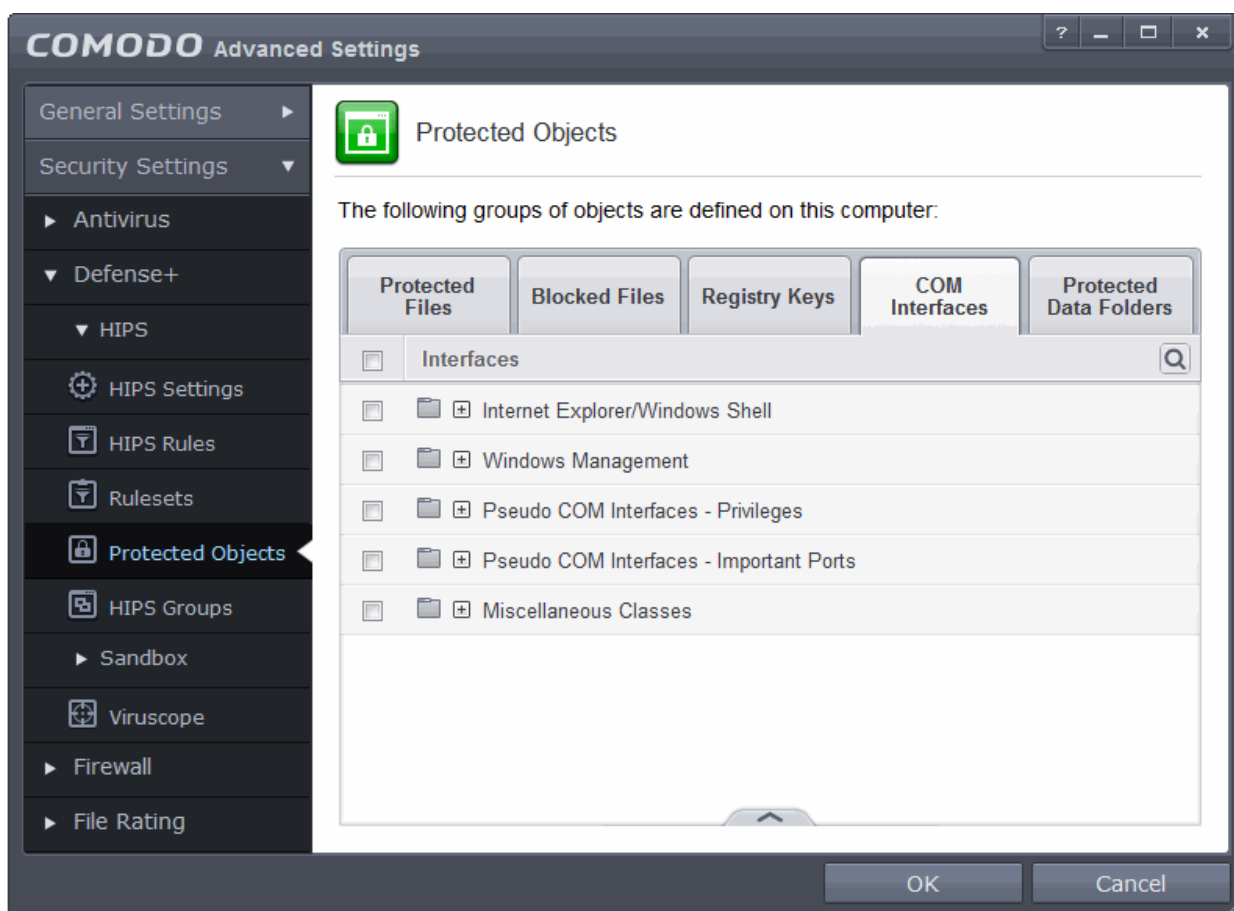 COMODO Advanced Settings
?
General Settings
Security Settings
Antivirus
Defense+
HIPS
HIPS Settings
HIPS Rules
Rulesets
Protected Objects
HIPS Groups
Sandbox
Viruscope
Firewall
File Rating
Protected Objects
The following groups of objects are defined on this computer:
Protected
Files
Blocked Files
Registry Keys
COM
Interfaces
Protected
Data Folders
Interfaces
Internet Explorer/Windows Shell
Windows Management
Pseudo COM Interfaces - Privileges
Pseudo COM Interfaces - Important Ports
Miscellaneous Classes
OK
Cancel